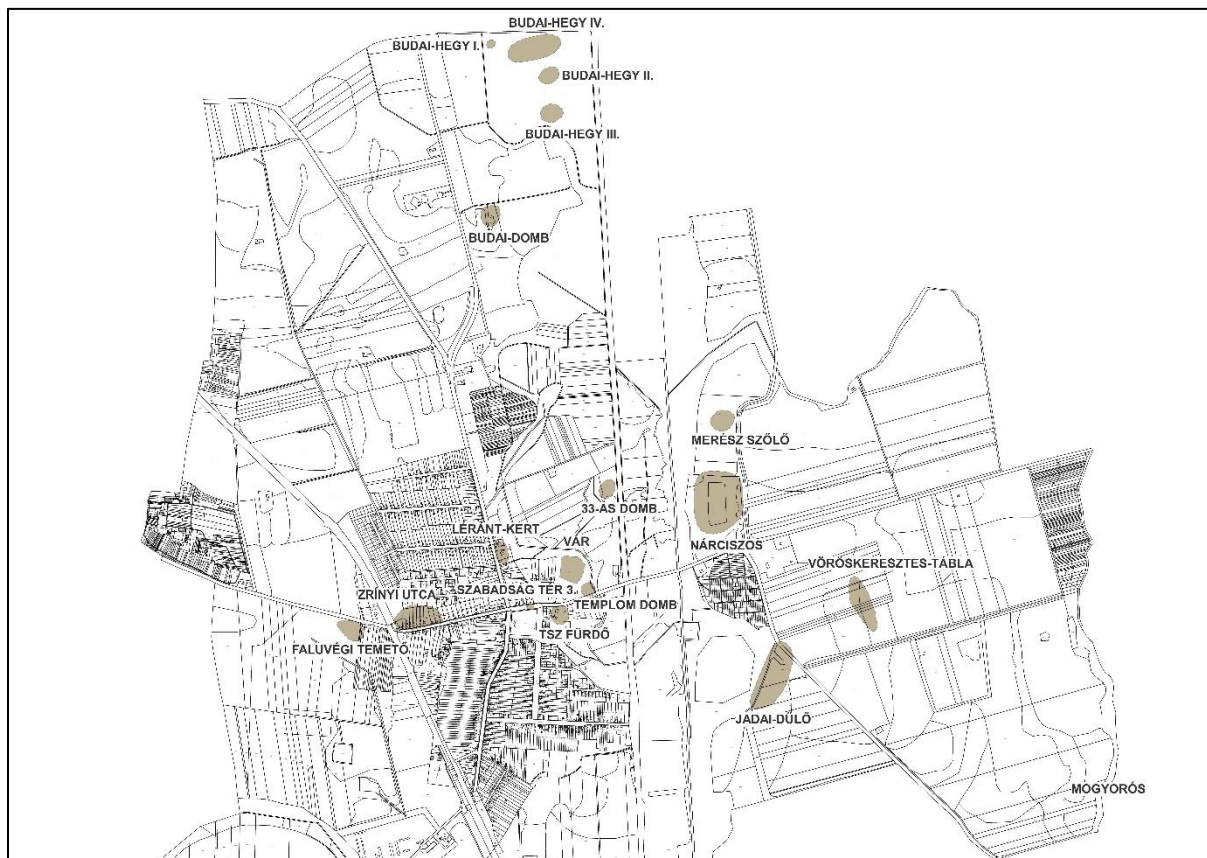 BUDAI-HEGY IV.
BUDAI-HEGY I.
BUDAI-HEGY II.
BUDAI-HEGY III.
BUDAI-DOMB
MERÉSZ SZŐLŐ
33-AS DOMB.
LÉRÁNT-KERT
VÁR
NÁRCISZOS
VÖRÖSKERESZTES-TÁBLA
ZRÍNYI UTCA
SZABADSÁG TÉR 3.
TEMPLOM DOMB
TSZ FÜRDŐ
FALUVÉGI TEMETŐ
JADAI-DŰLŐ
MOGYORÓS